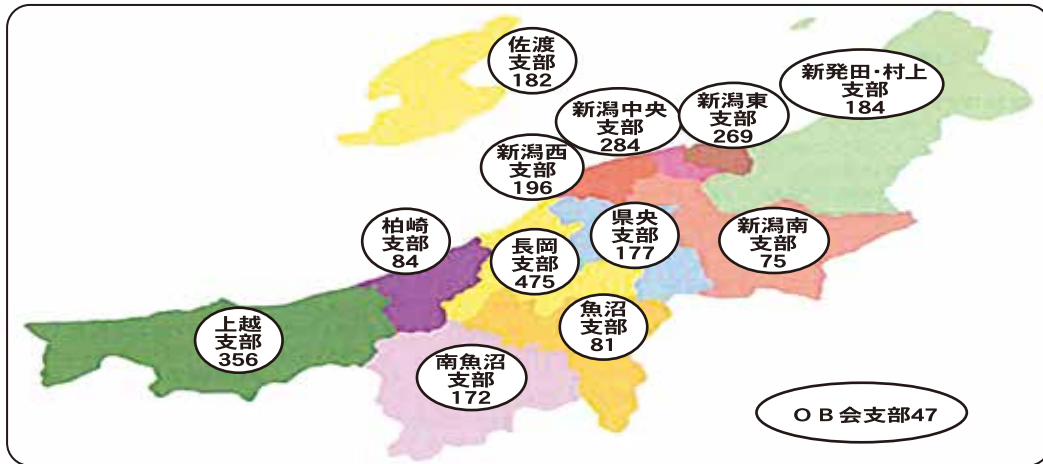 佐渡
支部
182
新発田・村上
支部
184
新潟中央
支部
284
新潟東
支部
269
新潟西
支部
196
柏崎
支部
84
長岡
支部
475
県央
支部
177
新潟南
支部
75
上越
支部
356
魚沼
支部
81
南魚沼
支部
172
ＯＢ会支部47